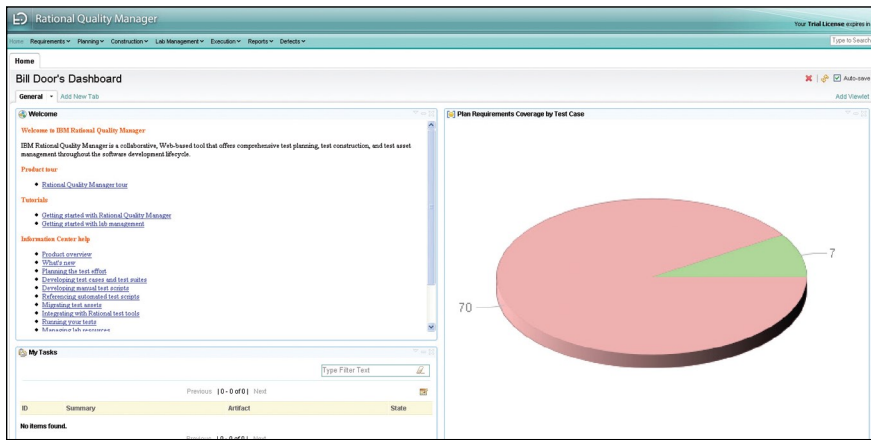 Rational Quality Manager
Your Trial License expires in
Home Requirements Planning Construction Lab Management Execution Reports Defects
Type to Search
Home
Bill Door's Dashboard
Auto-save
General Add New Tab
Add Viewlet
Welcome
Welcome to IBM Rational Quality Manager
IBM Rational Quality Manager is a collaborative, Web-based tool that offers comprehensive test planning, test construction, and test asset
management throughout the software development lifecycle.
Product tour
Rational Quality Manager tour
Tutorials
Getting started with Rational Quality Manager
Getting started with lab management
Information Center help
Product overview
What's new
Planning the test effort
Developing test cases and test suites
Developing manual test scripts
Referencing automated test scripts
Migrating test assets
Integrating with Rational test tools
Running your tests
Managing lab resources
My Tasks
Type Filter Text
Previous | 0 - 0 of 0 | Next
ID Summary Artifact State
No items found.
Previous | 0 - 0 of 0 | Next
Plan Requirements Coverage by Test Case
7
70